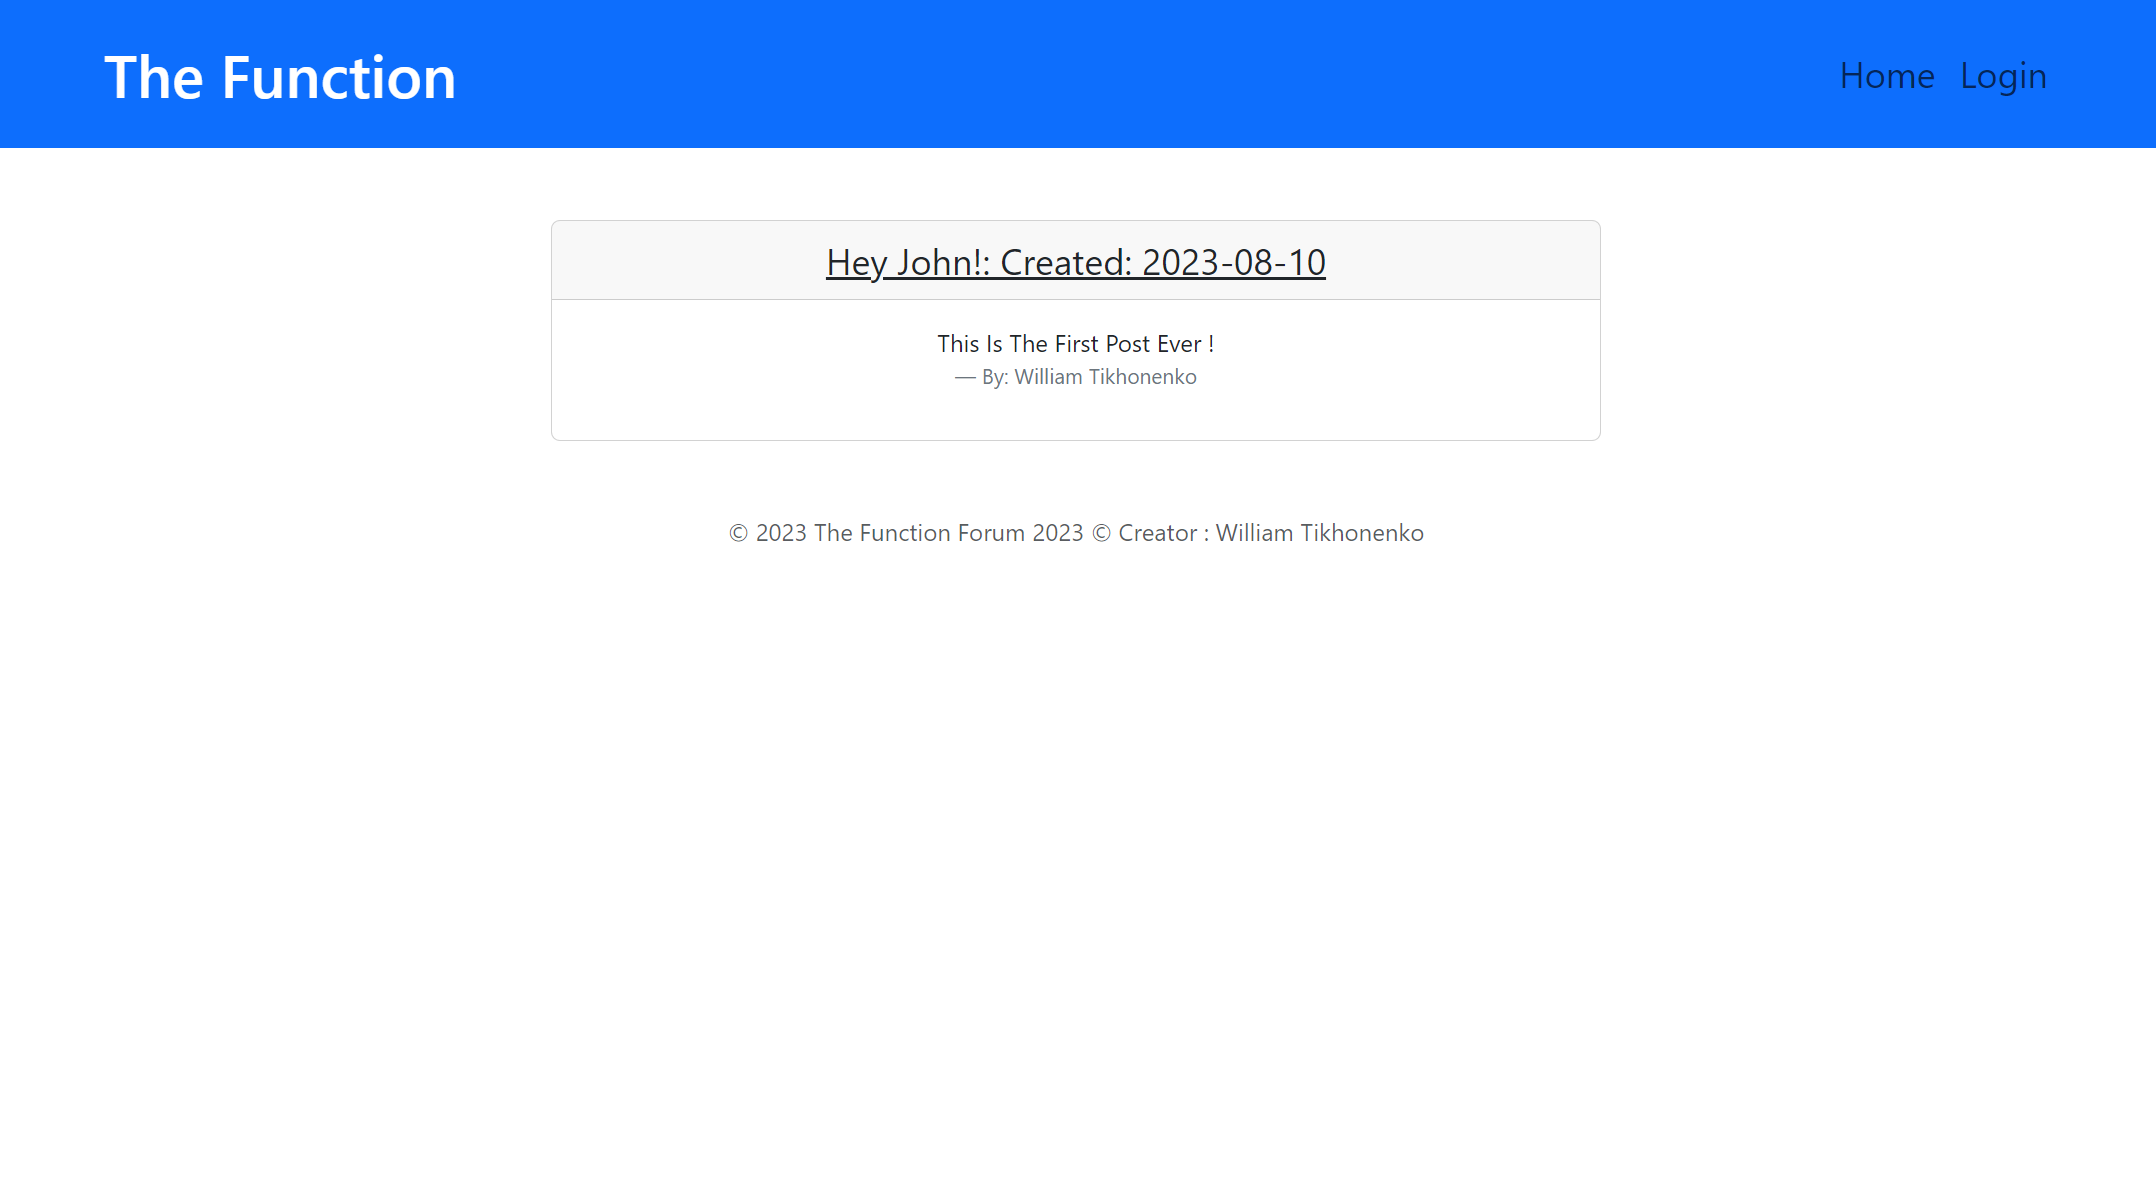 The Function
Home Login
Hey John!: Created: 2023-08-10
This Is The First Post Ever !
— By: William Tikhonenko
© 2023 The Function Forum 2023 © Creator : William Tikhonenko